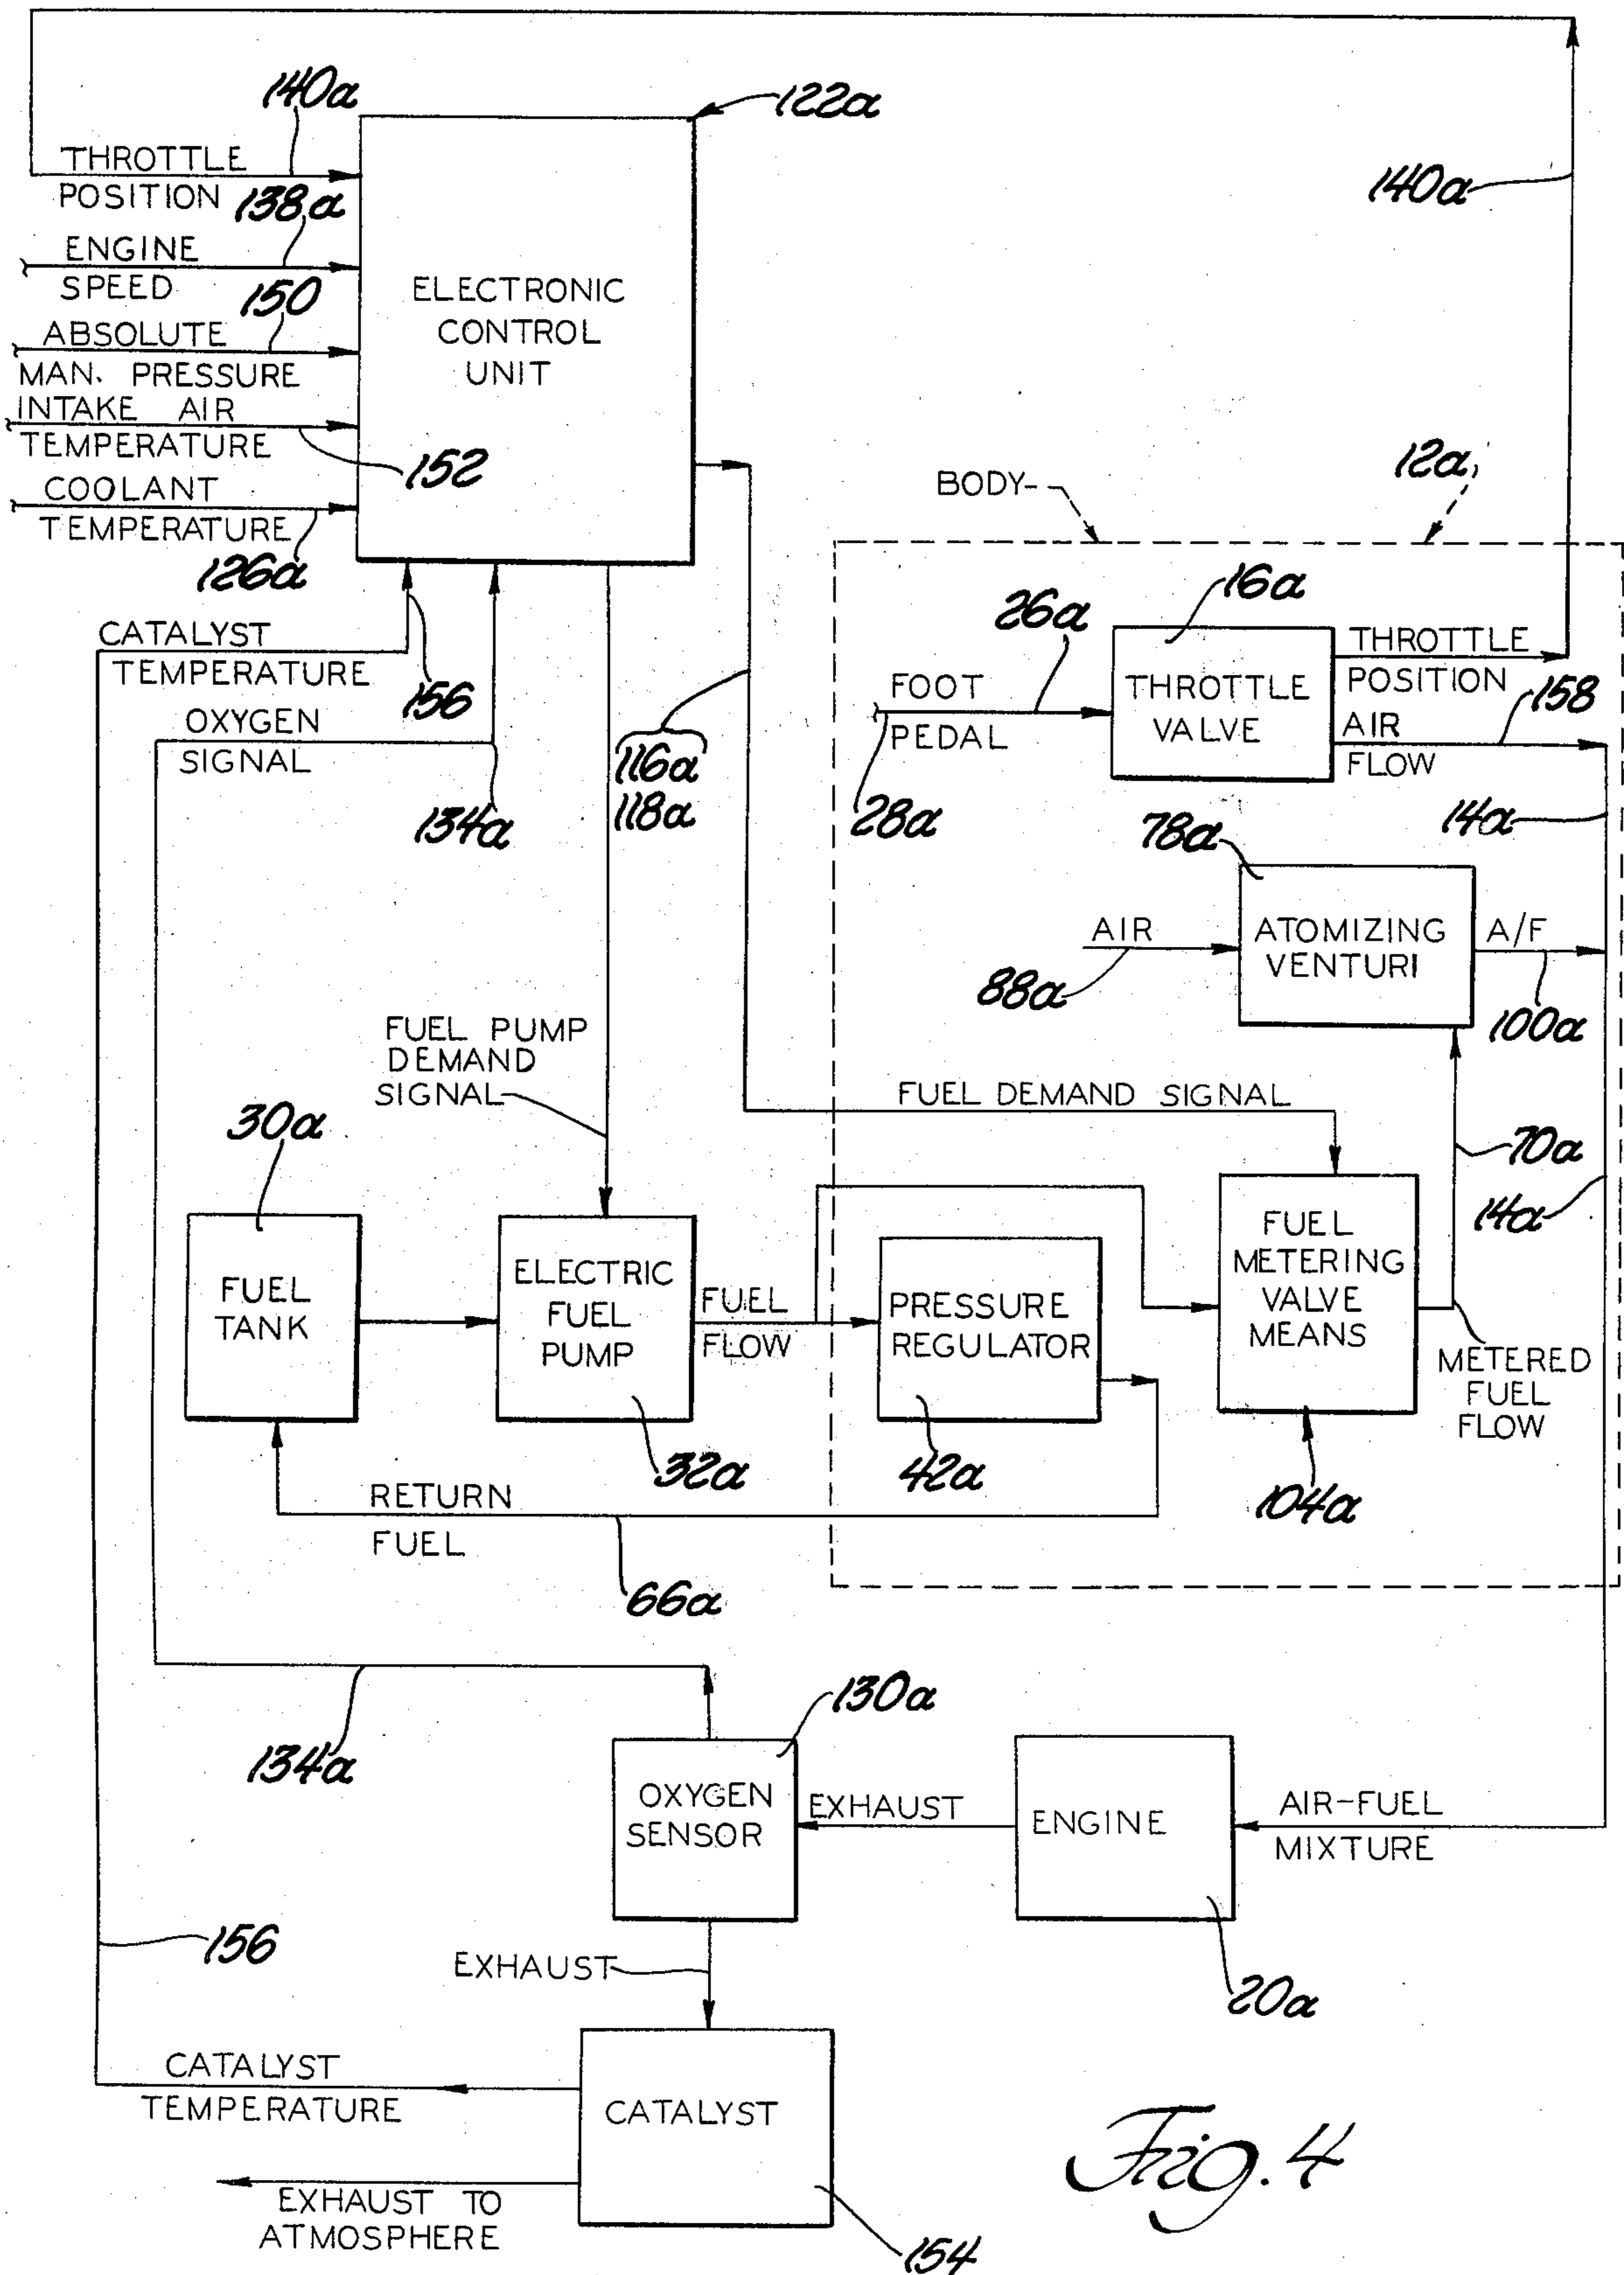 140a
122a
THROTTLE
POSITION
138a
140a
ENGINE
SPEED
150
ABSOLUTE
MAN. PRESSURE
INTAKE AIR
TEMPERATURE
152
COOLANT
TEMPERATURE
126a
ELECTRONIC
CONTROL
UNIT
BODY
12a
CATALYST
TEMPERATURE
156
OXYGEN
SIGNAL
134a
116a
118a
26a
16a
FOOT
PEDAL
28a
THROTTLE
VALVE
THROTTLE
POSITION
158
AIR
FLOW
14a
78a
AIR
88a
ATOMIZING
VENTURI
A/F
100a
FUEL PUMP
DEMAND
SIGNAL
FUEL DEMAND SIGNAL
30a
70a
14a
FUEL
TANK
ELECTRIC
FUEL
PUMP
FUEL
FLOW
PRESSURE
REGULATOR
FUEL
METERING
VALVE
MEANS
METERED
FUEL
FLOW
32a
42a
104a
RETURN
FUEL
66a
134a
130a
OXYGEN
SENSOR
EXHAUST
ENGINE
AIR-FUEL
MIXTURE
20a
156
EXHAUST
CATALYST
TEMPERATURE
CATALYST
EXHAUST TO
ATMOSPHERE
154
Fig. 4